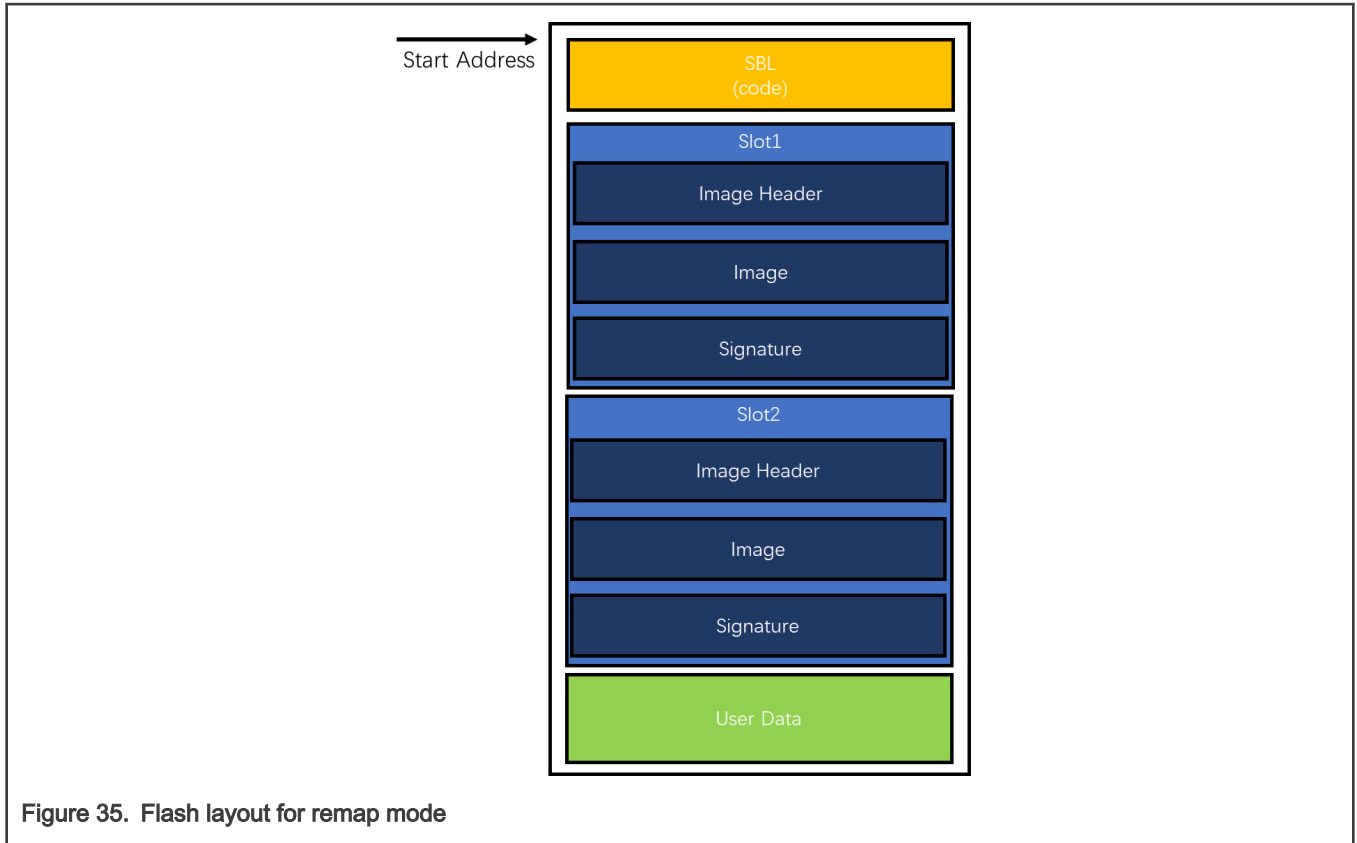 Start Address
SBL
(code)
Slot1
Image Header
Image
Signature
Slot2
Image Header
Image
Signature
User Data
Figure 35. Flash layout for remap mode